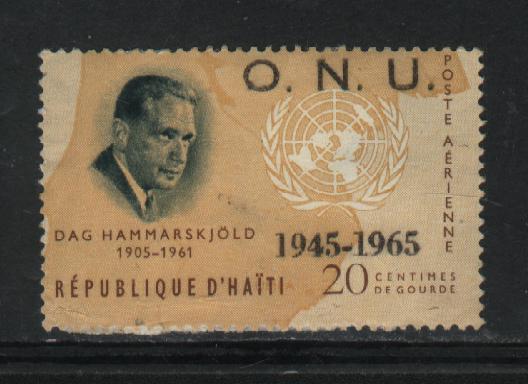 O. N. U.
POSTE AÉRIENNE
DAG HAMMARSKJÖLD
1905-1961
1945-1965
RÉPUBLIQUE D'HAÏTI
20 CENTIMES
DE GOURDE